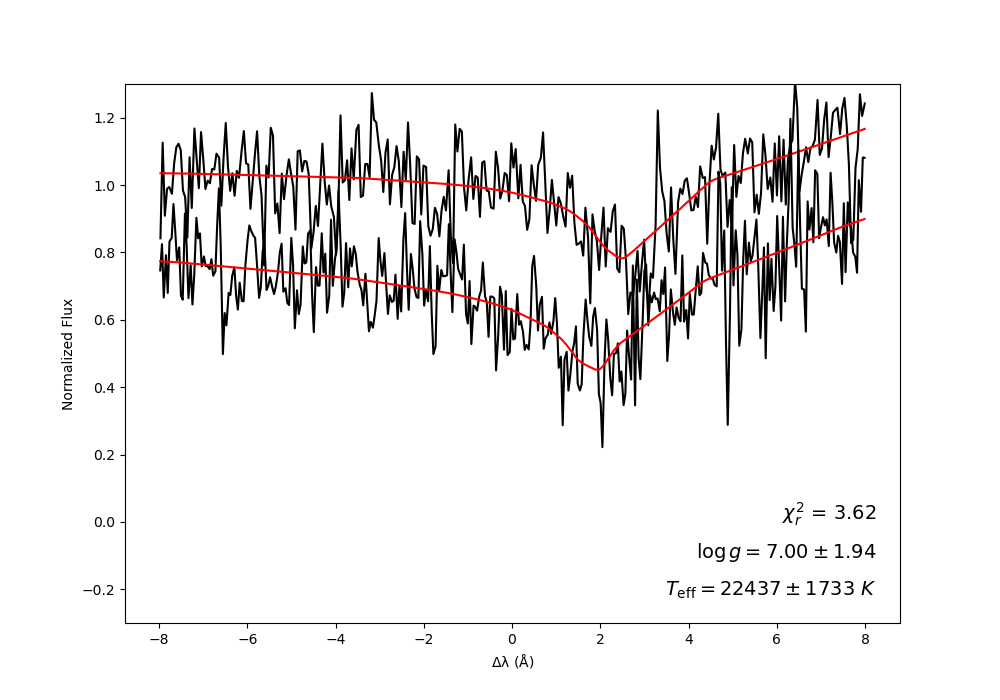 1.2
1.0
0.8
0.6
0.4
0.2
0.0
−0.2
Normalized Flux
χ²ᵣ = 3.62
log g = 7.00 ± 1.94
T_eff = 22437 ± 1733 K
−8 −6 −4 −2 0 2 4 6 8
Δλ (Å)